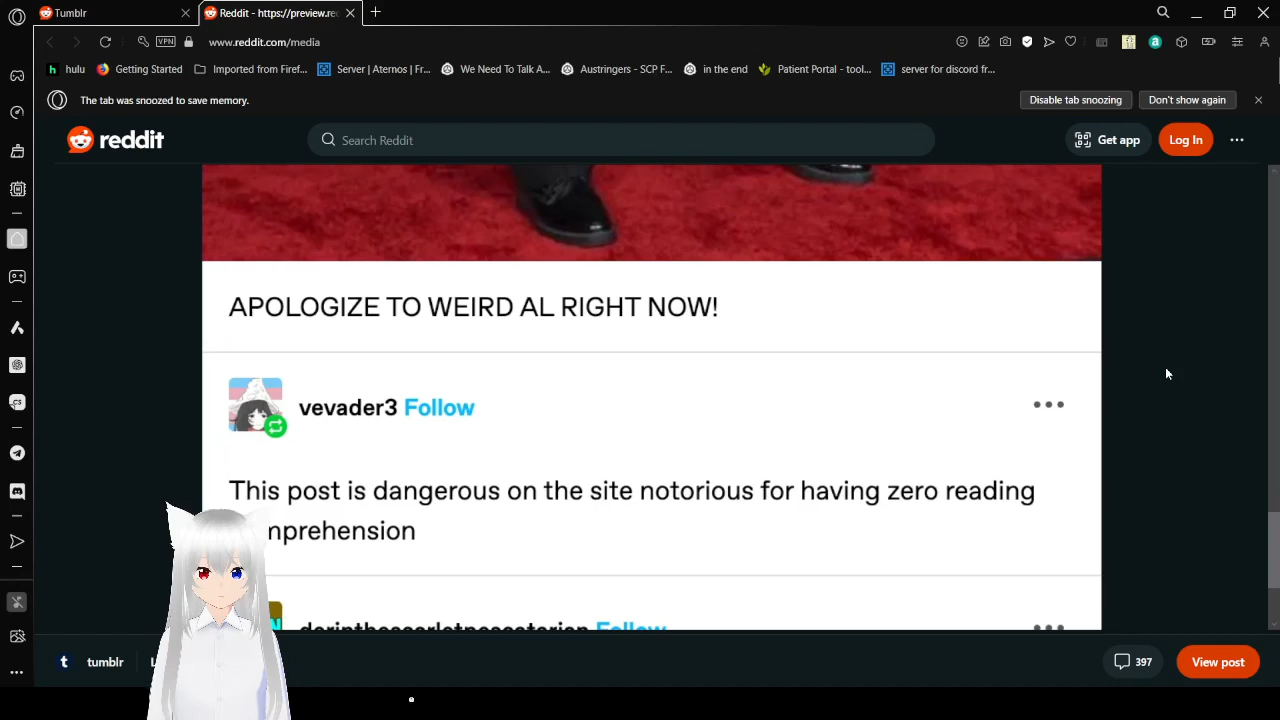 Tumblr
Reddit - https://preview.rec
www.reddit.com/media
VPN
hulu
Getting Started
Imported from Firef...
Server | Aternos | Fr...
We Need To Talk A...
Austringers - SCP F...
in the end
Patient Portal - tool...
server for discord fr...
The tab was snoozed to save memory.
Disable tab snoozing
Don't show again
reddit
Search Reddit
Get app
Log In
APOLOGIZE TO WEIRD AL RIGHT NOW!
vevader3 Follow
This post is dangerous on the site notorious for having zero reading
mprehension
Follow
tumblr
397
View post